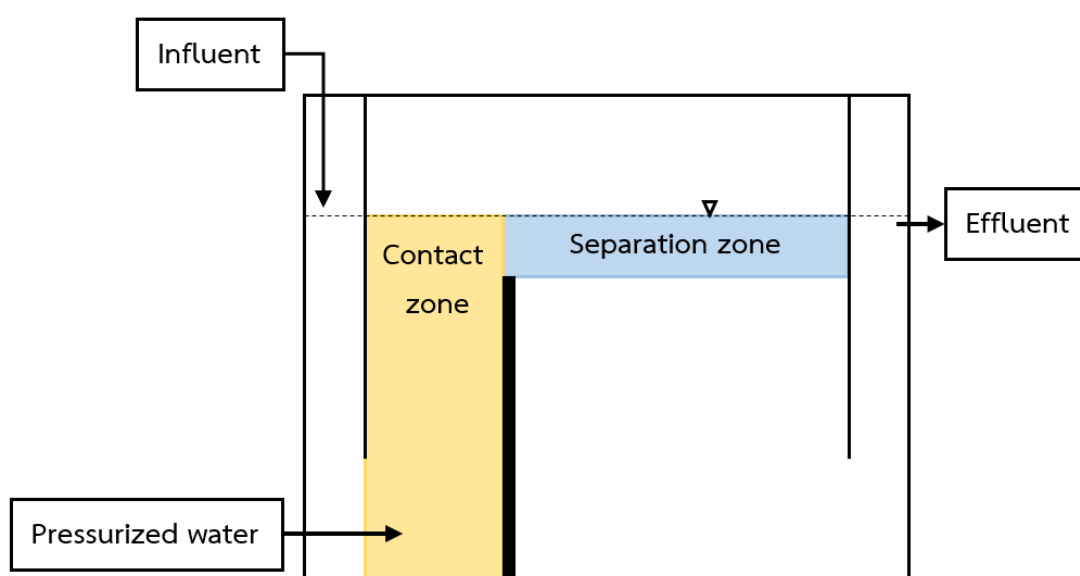 Influent
Effluent
Contact
zone
Separation zone
Pressurized water